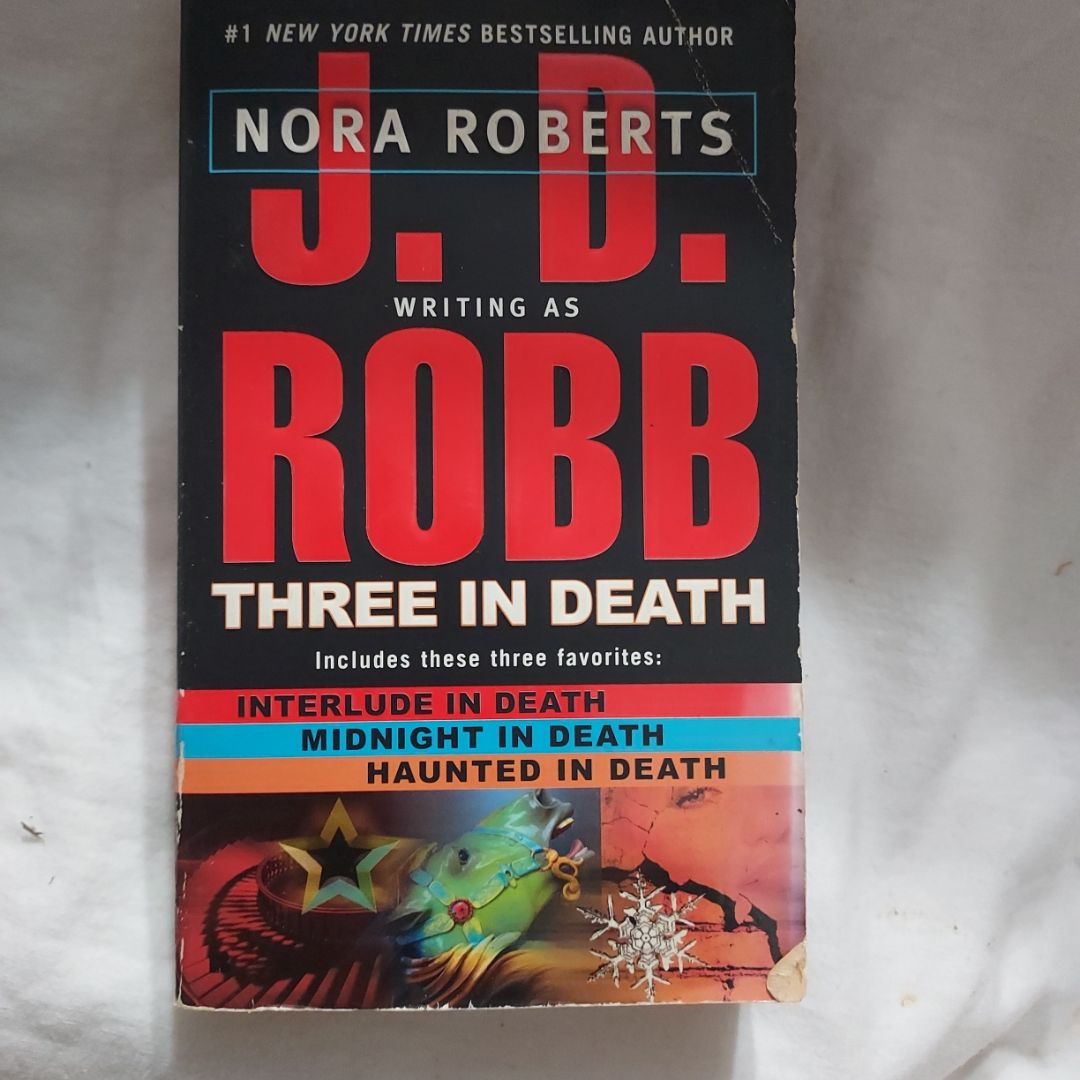 #1 NEW YORK TIMES BESTSELLING AUTHOR
NORA ROBERTS
J. D.
WRITING AS
ROBB
THREE IN DEATH
Includes these three favorites:
INTERLUDE IN DEATH
MIDNIGHT IN DEATH
HAUNTED IN DEATH